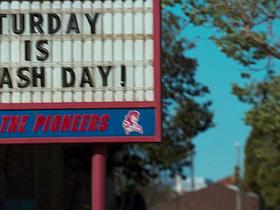 TURDAY
IS
ASH DAY!
THE PIONEERS